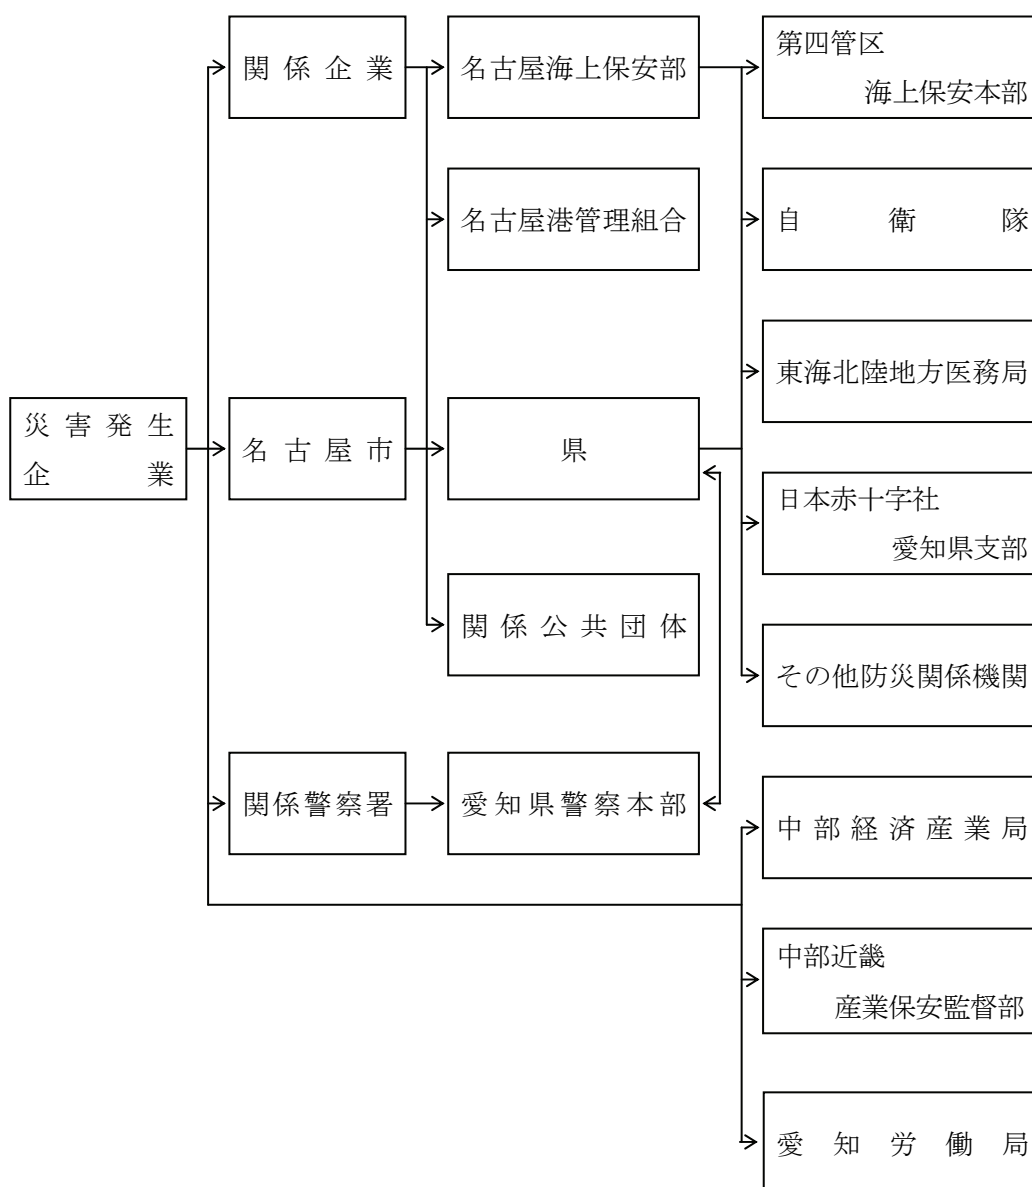 関係企業
名古屋海上保安部
第四管区
海上保安本部
名古屋港管理組合
自衛隊
東海北陸地方医務局
災害発生
企業
名古屋市
県
日本赤十字社
愛知県支部
関係公共団体
その他防災関係機関
関係警察署
愛知県警察本部
中部経済産業局
中部近畿
産業保安監督部
愛知労働局